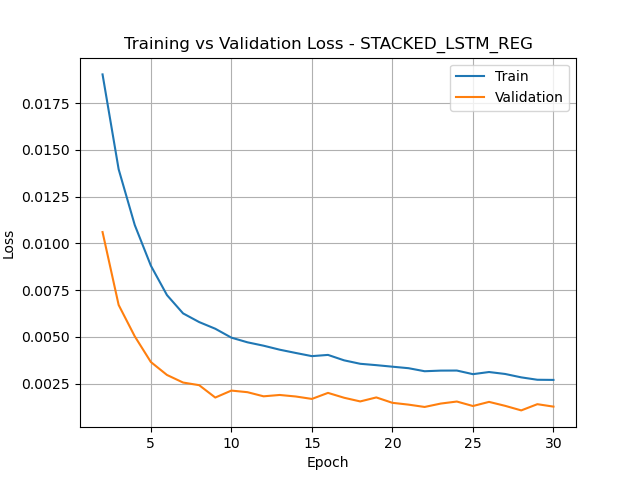 Training vs Validation Loss - STACKED_LSTM_REG
Train
Validation
0.0175
0.0150
0.0125
0.0100
0.0075
0.0050
0.0025
Loss
5 10 15 20 25 30
Epoch